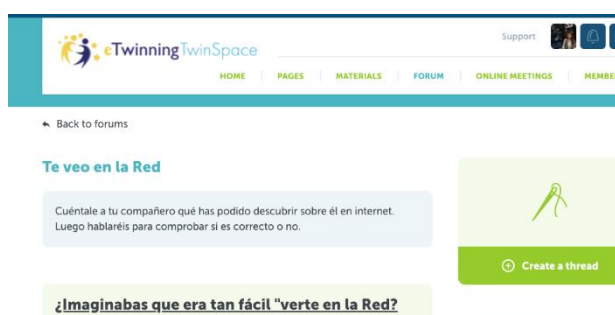 eTwinningTwinSpace
Support
HOME PAGES MATERIALS FORUM ONLINE MEETINGS
Back to forums
Te veo en la Red
Cuéntale a tu compañero qué has podido descubrir sobre él en internet.
Luego hablaréis para comprobar si es correcto o no.
Create a thread
¿Imaginabas que era tan fácil "verte en la Red?